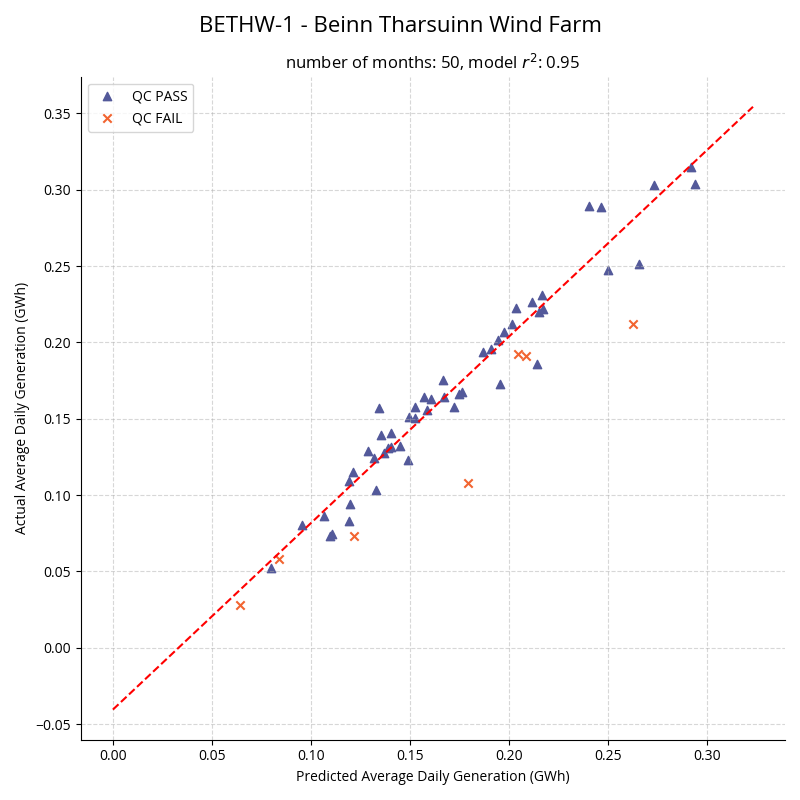 BETHW-1 - Beinn Tharsuinn Wind Farm
number of months: 50, model r²: 0.95
QC PASS
QC FAIL
0.35
0.30
0.25
0.20
0.15
0.10
0.05
0.00
−0.05
Actual Average Daily Generation (GWh)
0.00 0.05 0.10 0.15 0.20 0.25 0.30
Predicted Average Daily Generation (GWh)